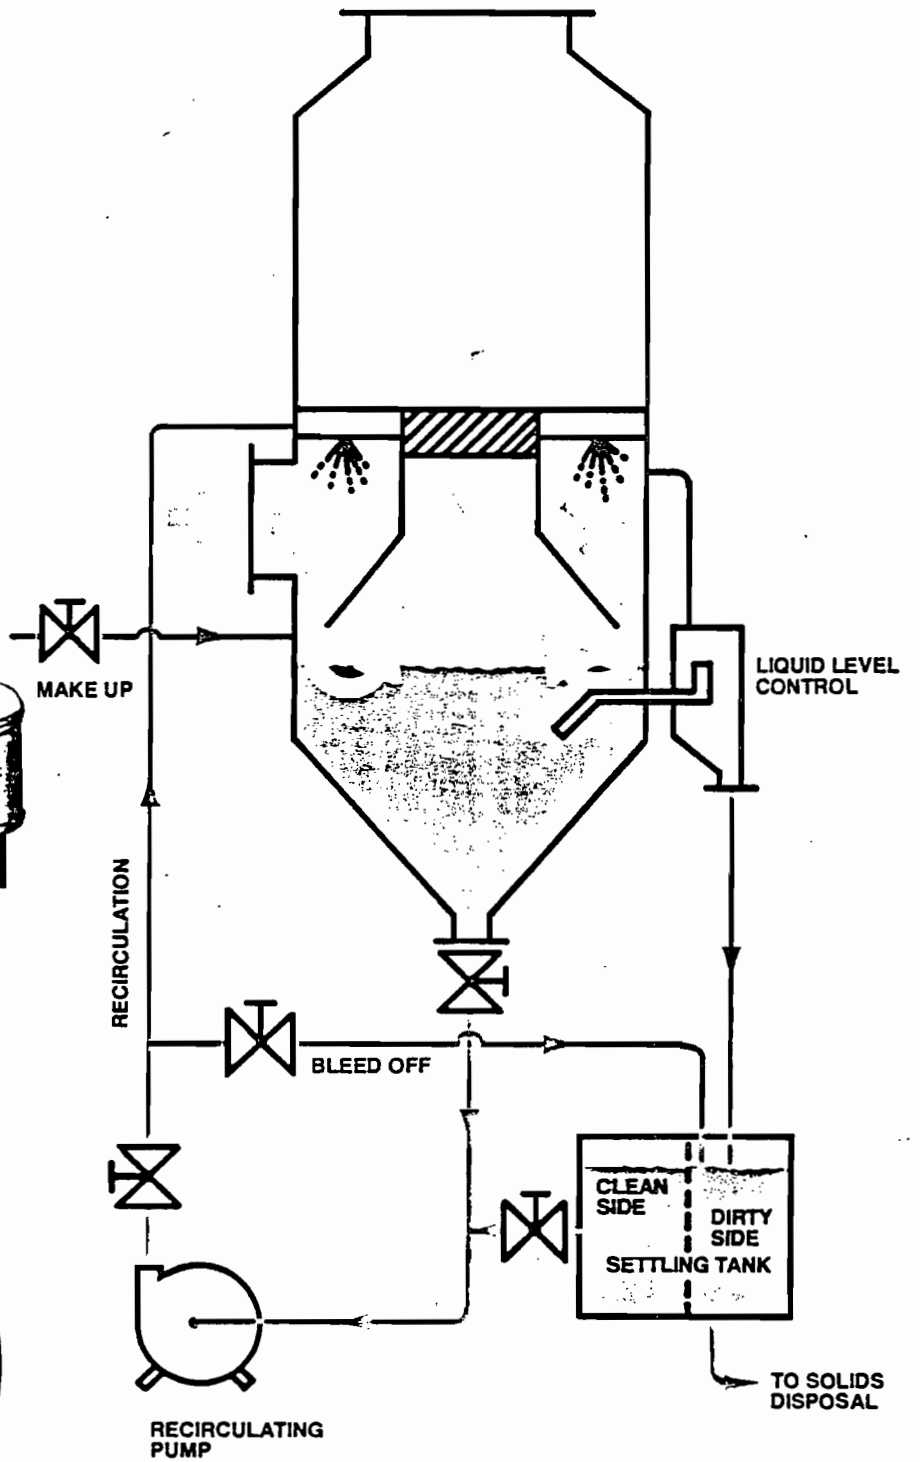 MAKE UP
LIQUID LEVEL
CONTROL
RECIRCULATION
BLEED OFF
CLEAN
SIDE
DIRTY
SIDE
SETTLING TANK
TO SOLIDS
DISPOSAL
RECIRCULATING
PUMP